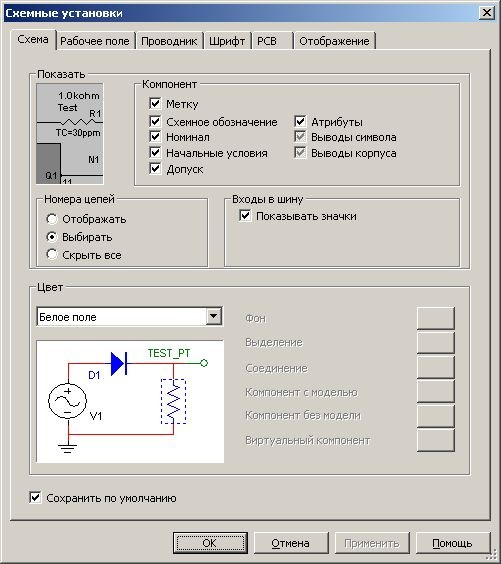 Схемные установки
Схема Рабочее поле Проводник Шрифт PCB Отображение
Показать
1.0kohm
Test
R1
TC=30ppm
N1
Q1
11
Компонент
Метку
Схемное обозначение
Номинал
Начальные условия
Допуск
Атрибуты
Выводы символа
Выводы корпуса
Номера цепей
Отображать
Выбирать
Скрыть все
Входы в шину
Показывать значки
Цвет
Белое поле
TEST_PT
D1
V1
Фон
Выделение
Соединение
Компонент с моделью
Компонент без модели
Виртуальный компонент
Сохранить по умолчанию
OK Отмена Применить Помощь